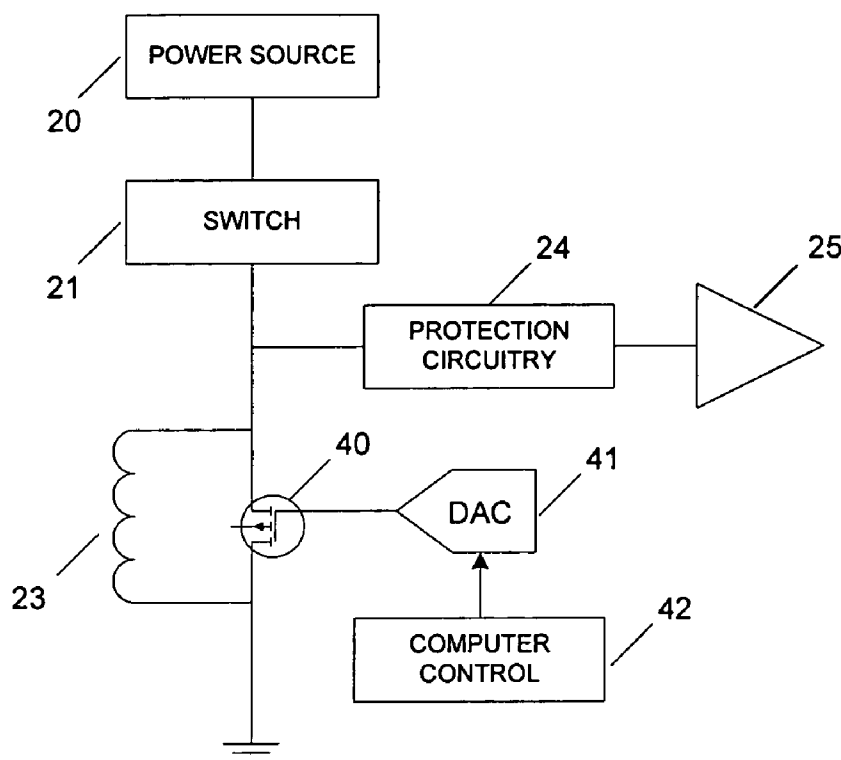 POWER SOURCE
20
SWITCH
21
24
25
PROTECTION
CIRCUITRY
40
41
DAC
23
42
COMPUTER
CONTROL